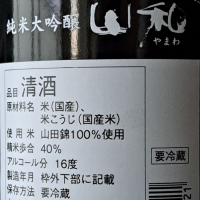 純米大吟醸 山和
やまわ
品目 清酒
原材料名 米(国産)、
米こうじ(国産米)
使用米 山田錦100%使用
精米歩合 40%
アルコール分 16度
製造年月 枠外下部に記載
保存方法 要冷蔵
要冷蔵